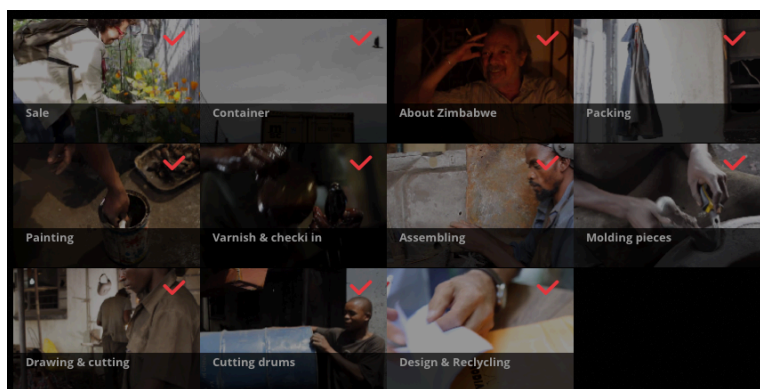 Sale
Container
About Zimbabwe
Packing
Painting
Varnish & checki in
Assembling
Molding pieces
Drawing & cutting
Cutting drums
Design & Reclycling